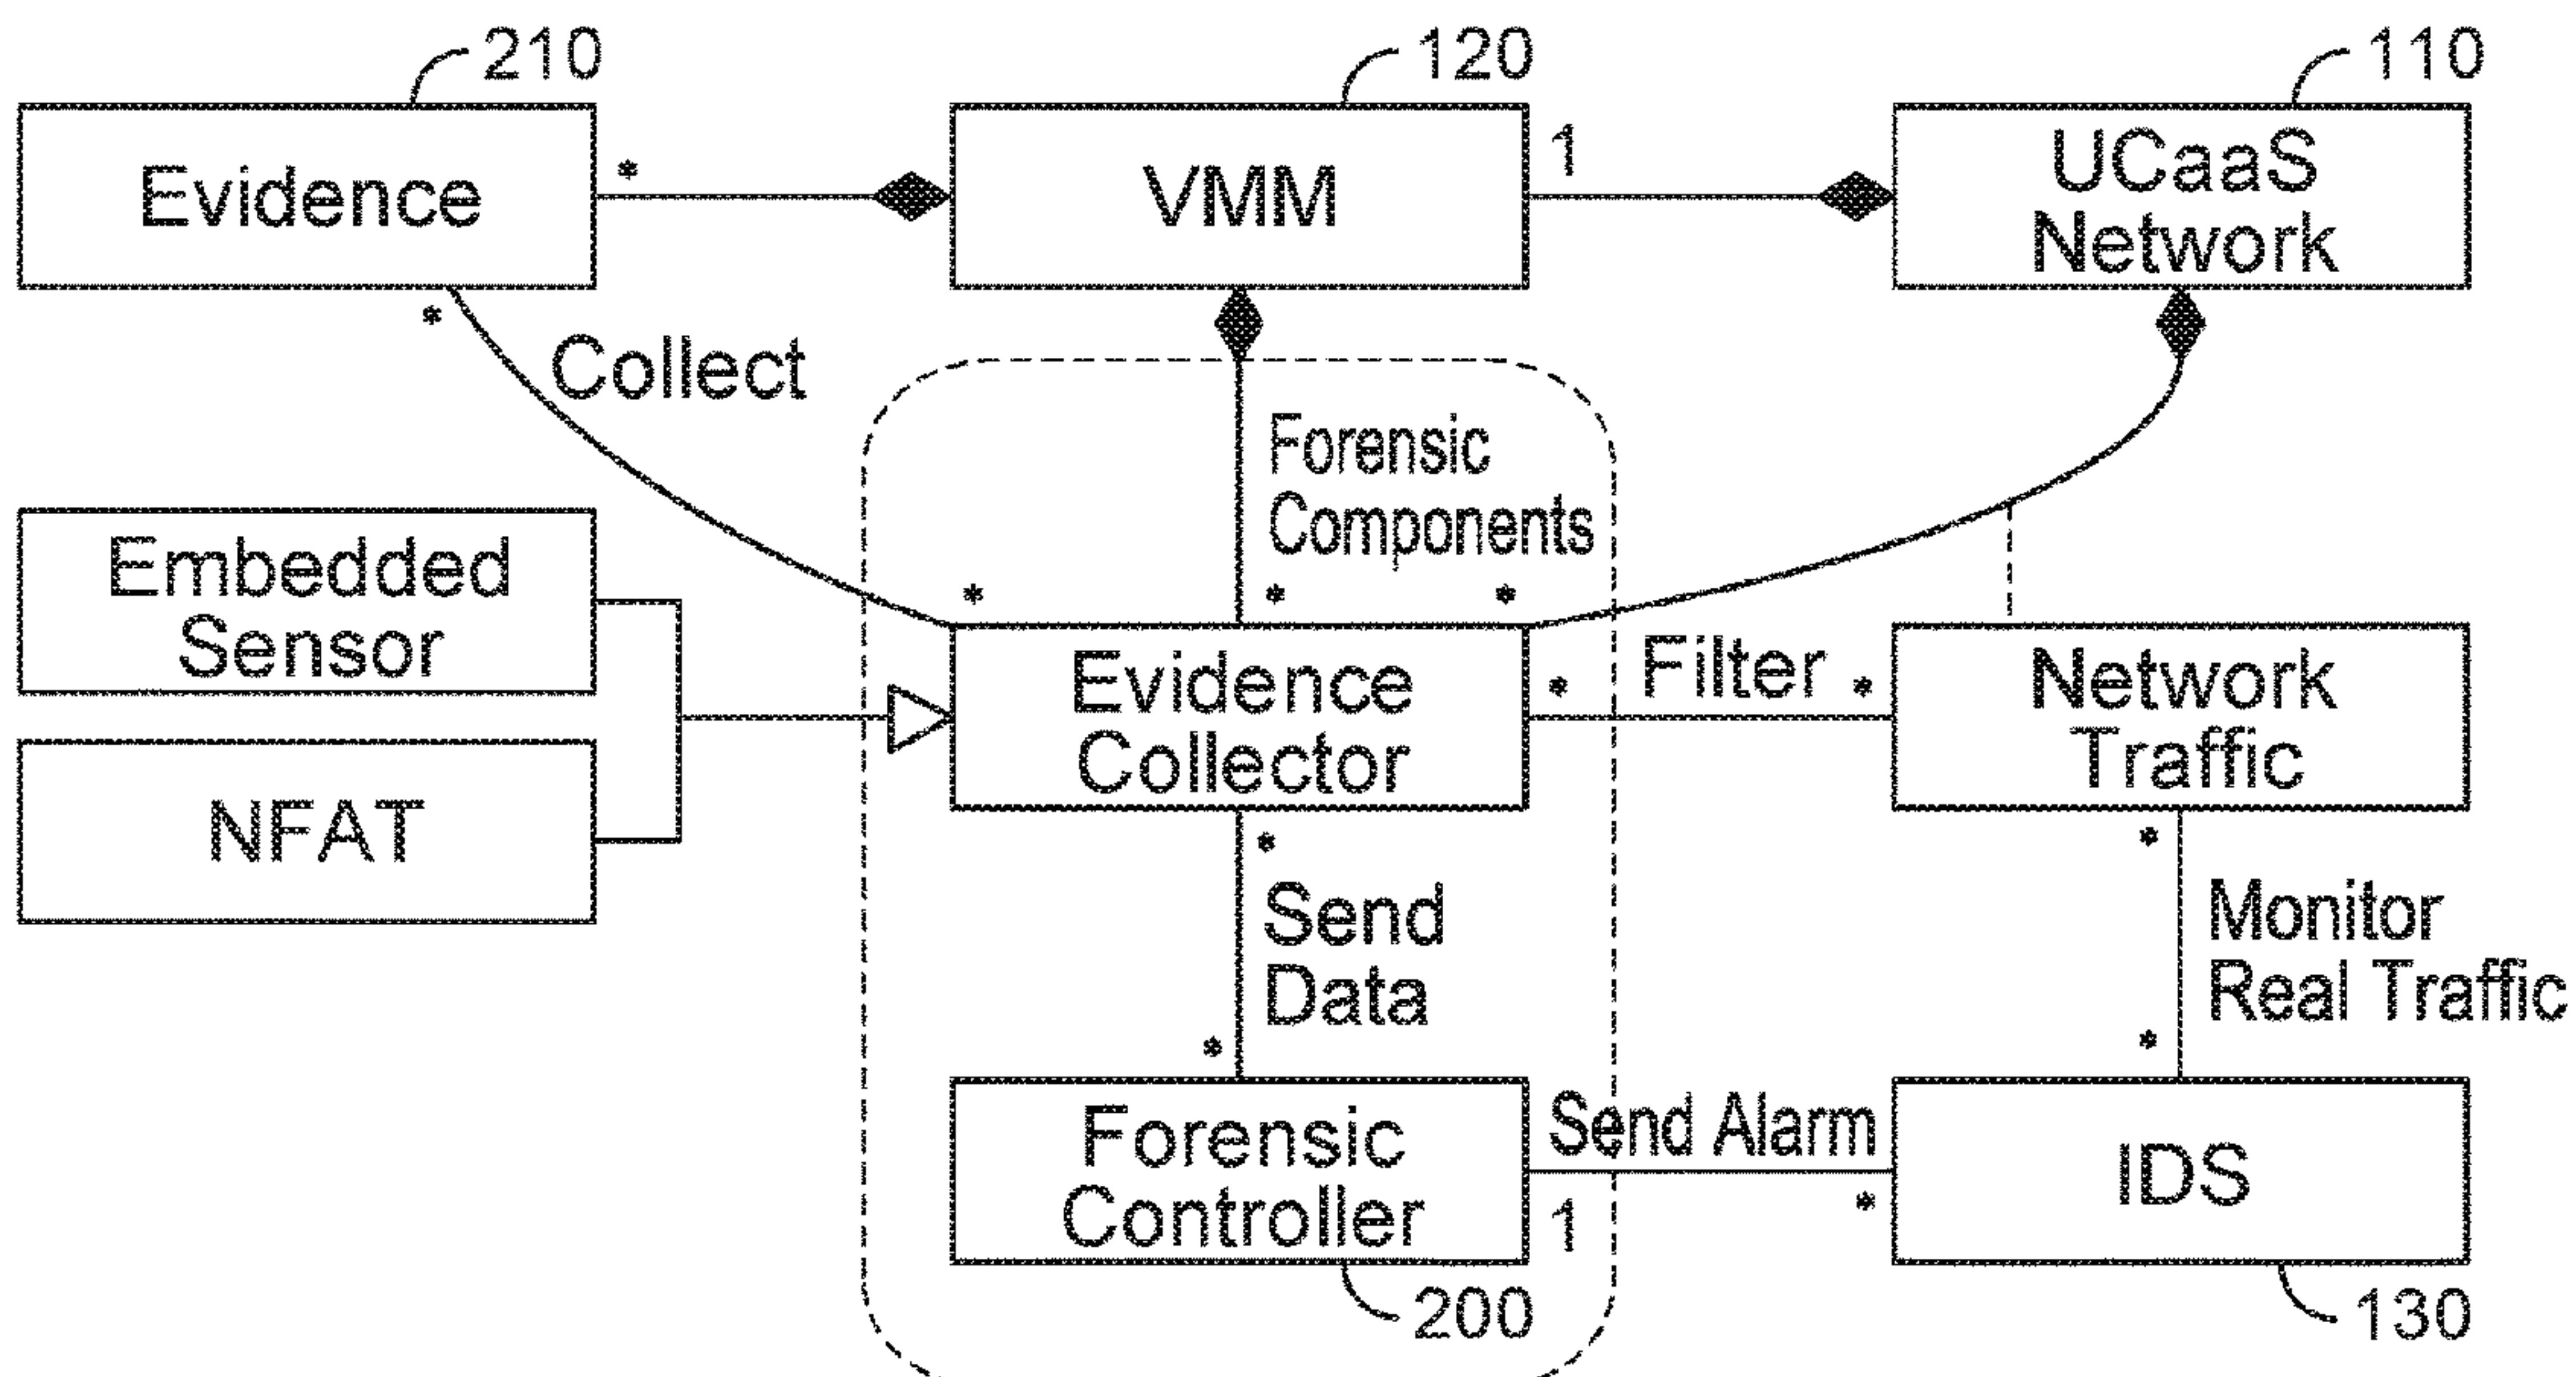 210
120
110
Evidence
*
VMM
1
UCaaS
Network
*
Collect
Forensic
Components
Embedded
Sensor
*
*
*
Evidence
Collector
*
Filter
*
Network
Traffic
NFAT
*
Send
Data
*
*
Monitor
Real Traffic
*
Forensic
Controller
Send Alarm
1
*
IDS
200
130